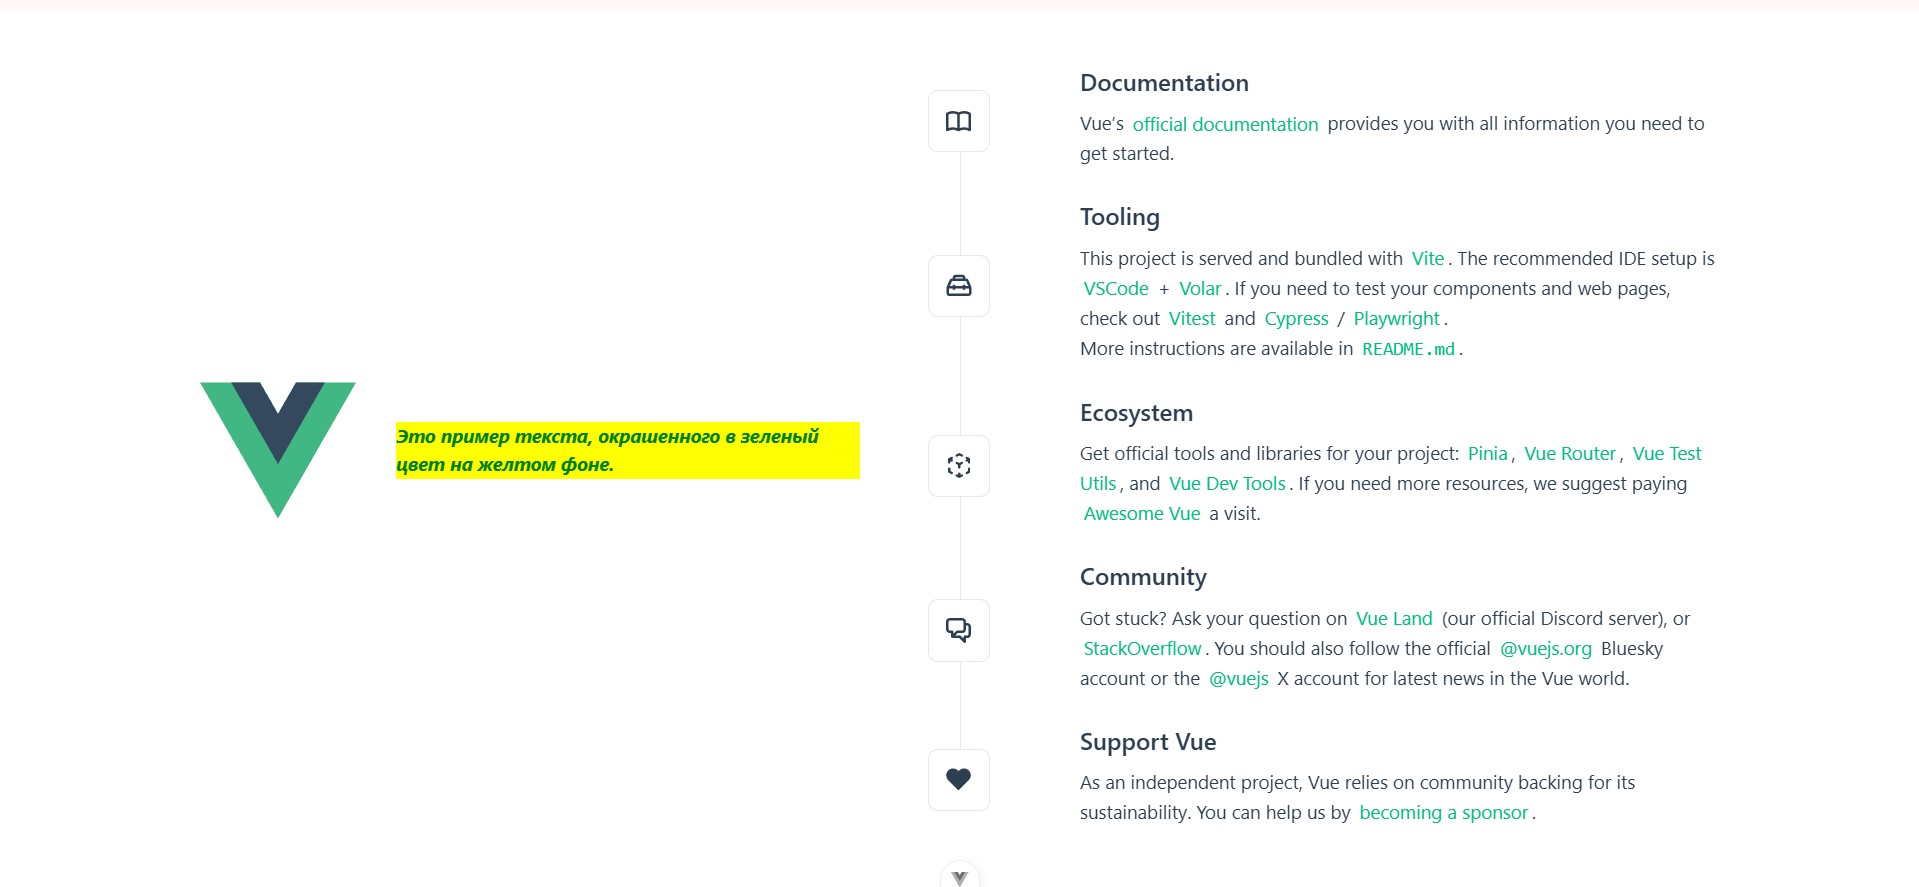 Это пример текста, окрашенного в зеленый
цвет на желтом фоне.
Documentation
Vue’s official documentation provides you with all information you need to
get started.
Tooling
This project is served and bundled with Vite. The recommended IDE setup is
VSCode + Volar. If you need to test your components and web pages,
check out Vitest and Cypress / Playwright.
More instructions are available in README.md.
Ecosystem
Get official tools and libraries for your project: Pinia, Vue Router, Vue Test
Utils, and Vue Dev Tools. If you need more resources, we suggest paying
Awesome Vue a visit.
Community
Got stuck? Ask your question on Vue Land (our official Discord server), or
StackOverflow. You should also follow the official @vuejs.org Bluesky
account or the @vuejs X account for latest news in the Vue world.
Support Vue
As an independent project, Vue relies on community backing for its
sustainability. You can help us by becoming a sponsor.